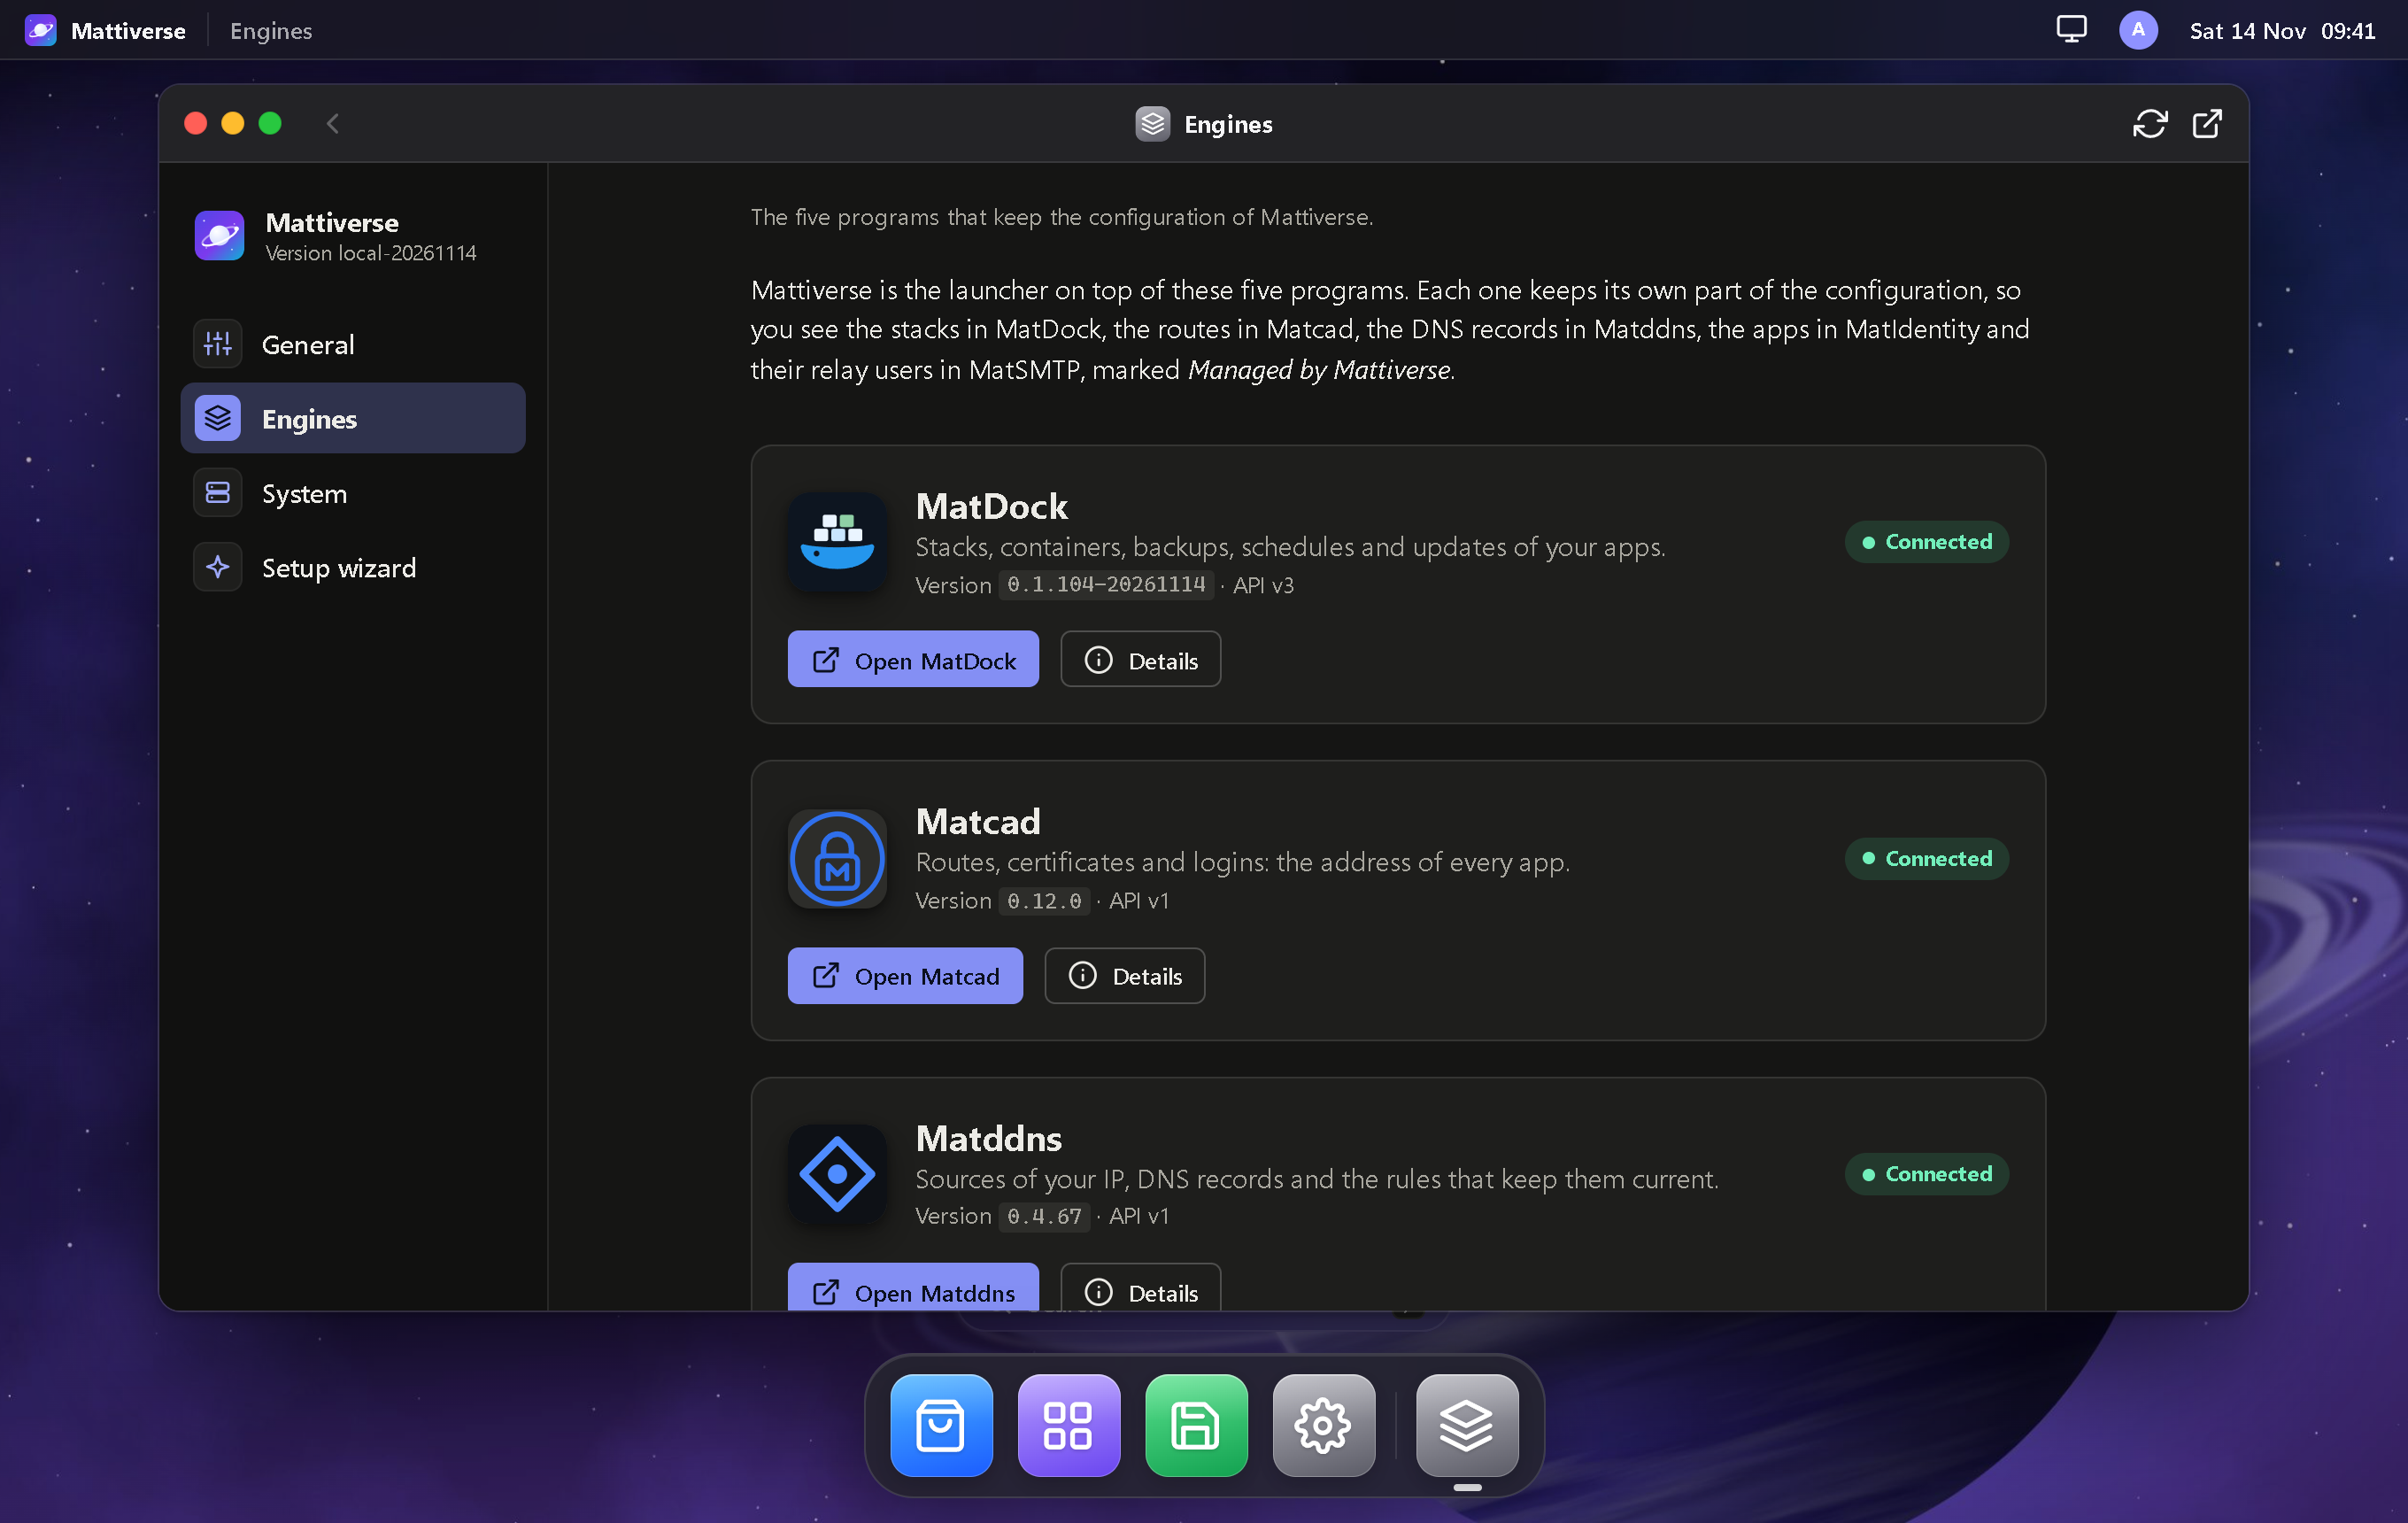 Mattiverse
Engines
A
Sat 14 Nov 09:41
Engines
Mattiverse
Version local-20261114
General
Engines
System
Setup wizard
The five programs that keep the configuration of Mattiverse.
Mattiverse is the launcher on top of these five programs. Each one keeps its own part of the configuration, so
you see the stacks in MatDock, the routes in Matcad, the DNS records in Matddns, the apps in MatIdentity and
their relay users in MatSMTP, marked Managed by Mattiverse.
MatDock
Stacks, containers, backups, schedules and updates of your apps.
Version 0.1.104-20261114 · API v3
Connected
Open MatDock
Details
M
Matcad
Routes, certificates and logins: the address of every app.
Version 0.12.0 · API v1
Connected
Open Matcad
Details
Matddns
Sources of your IP, DNS records and the rules that keep them current.
Version 0.4.67 · API v1
Connected
Open Matddns
Details